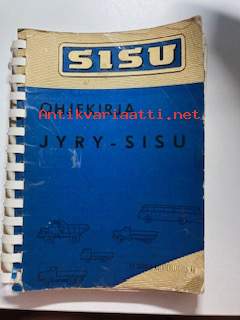 SISU
OHJEKIRJA
Antikvariaatti.net
JYRY-SISU